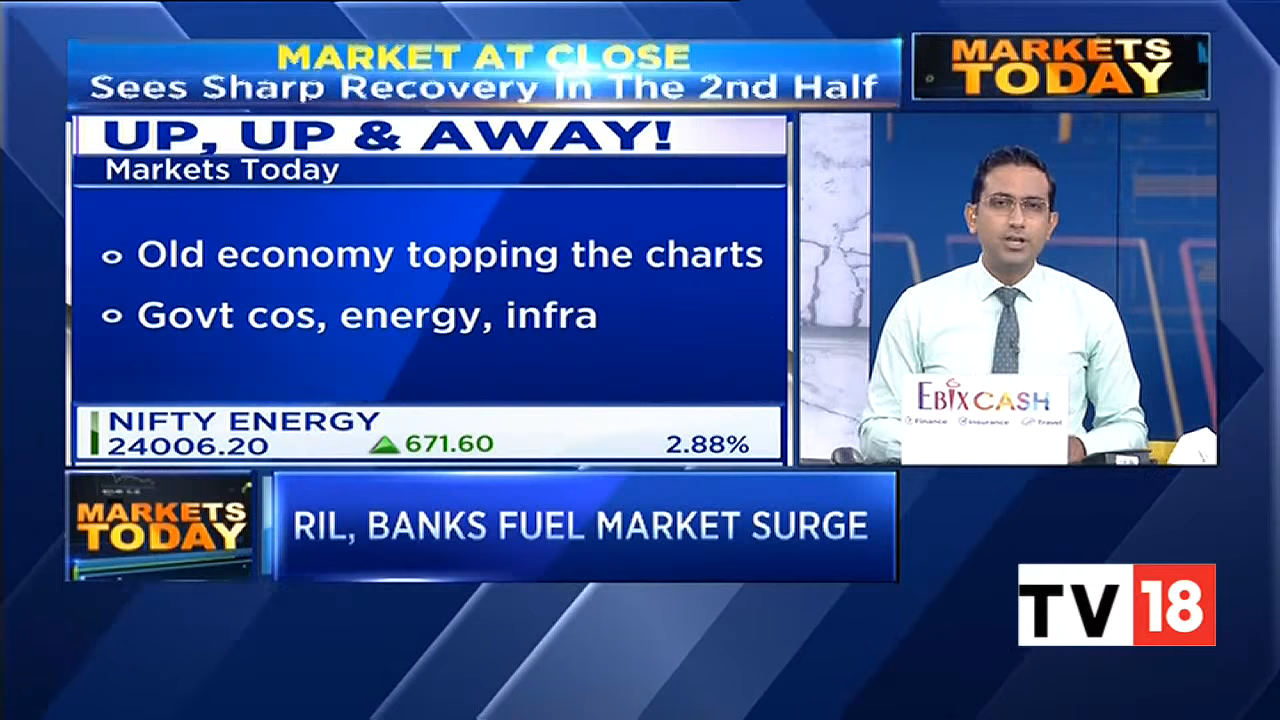 MARKET AT CLOSE
Sees Sharp Recovery In The 2nd Half
MARKETS
TODAY
UP, UP & AWAY!
Markets Today
Old economy topping the charts
Govt cos, energy, infra
NIFTY ENERGY
24006.20 671.60 2.88%
EBIXCASH
Finance Insurance Travel
MARKETS
TODAY
RIL, BANKS FUEL MARKET SURGE
TV18